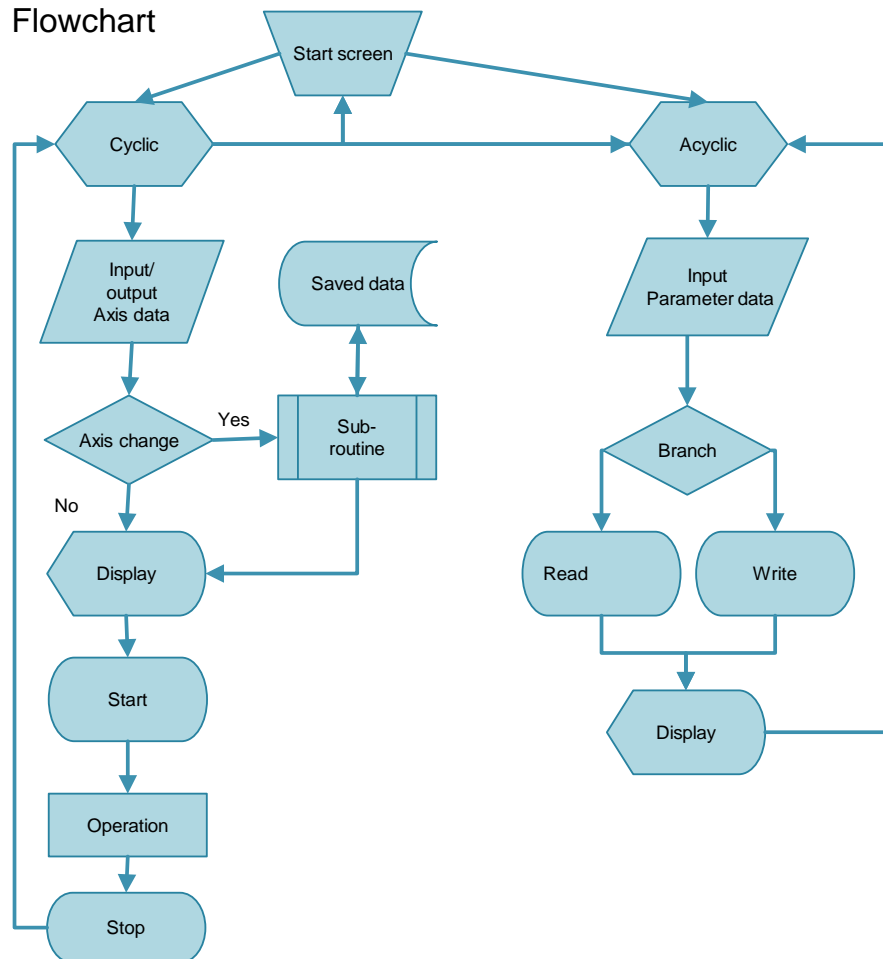 Flowchart
Start screen
Cyclic
Acyclic
Input/
output
Axis data
Saved data
Input
Parameter data
Axis change
Yes
Sub-
routine
Branch
No
Display
Read
Write
Start
Display
Operation
Stop